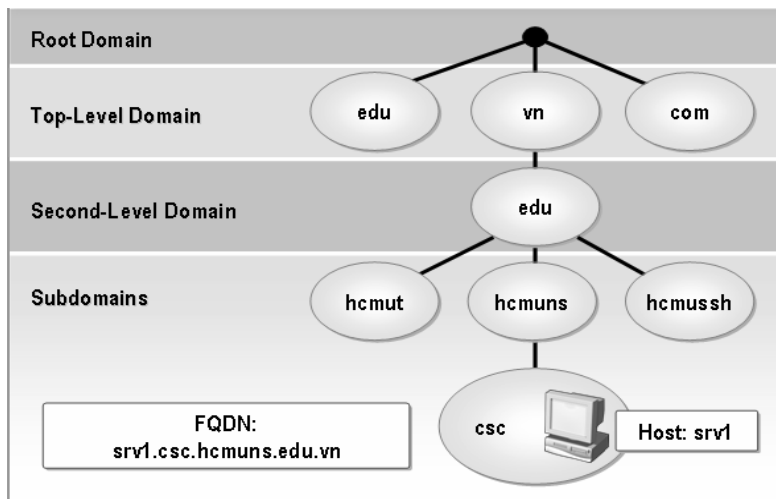 Root Domain
Top-Level Domain
edu
vn
com
Second-Level Domain
edu
Subdomains
hcmut
hcmuns
hcmussh
FQDN:
srv1.csc.hcmuns.edu.vn
csc
Host: srv1